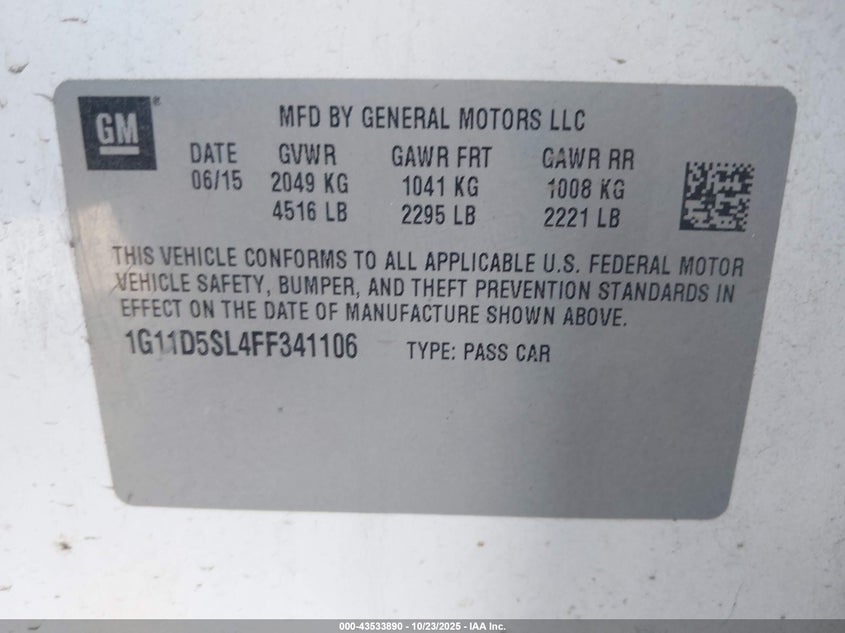 GM ®
MFD BY GENERAL MOTORS LLC
DATE GVWR GAWR FRT GAWR RR
06/15 2049 KG 1041 KG 1008 KG
4516 LB 2295 LB 2221 LB
THIS VEHICLE CONFORMS TO ALL APPLICABLE U.S. FEDERAL MOTOR
VEHICLE SAFETY, BUMPER, AND THEFT PREVENTION STANDARDS IN
EFFECT ON THE DATE OF MANUFACTURE SHOWN ABOVE.
1G11D5SL4FF341106 TYPE: PASS CAR
000-43533890 - 10/23/2025 - IAA Inc.